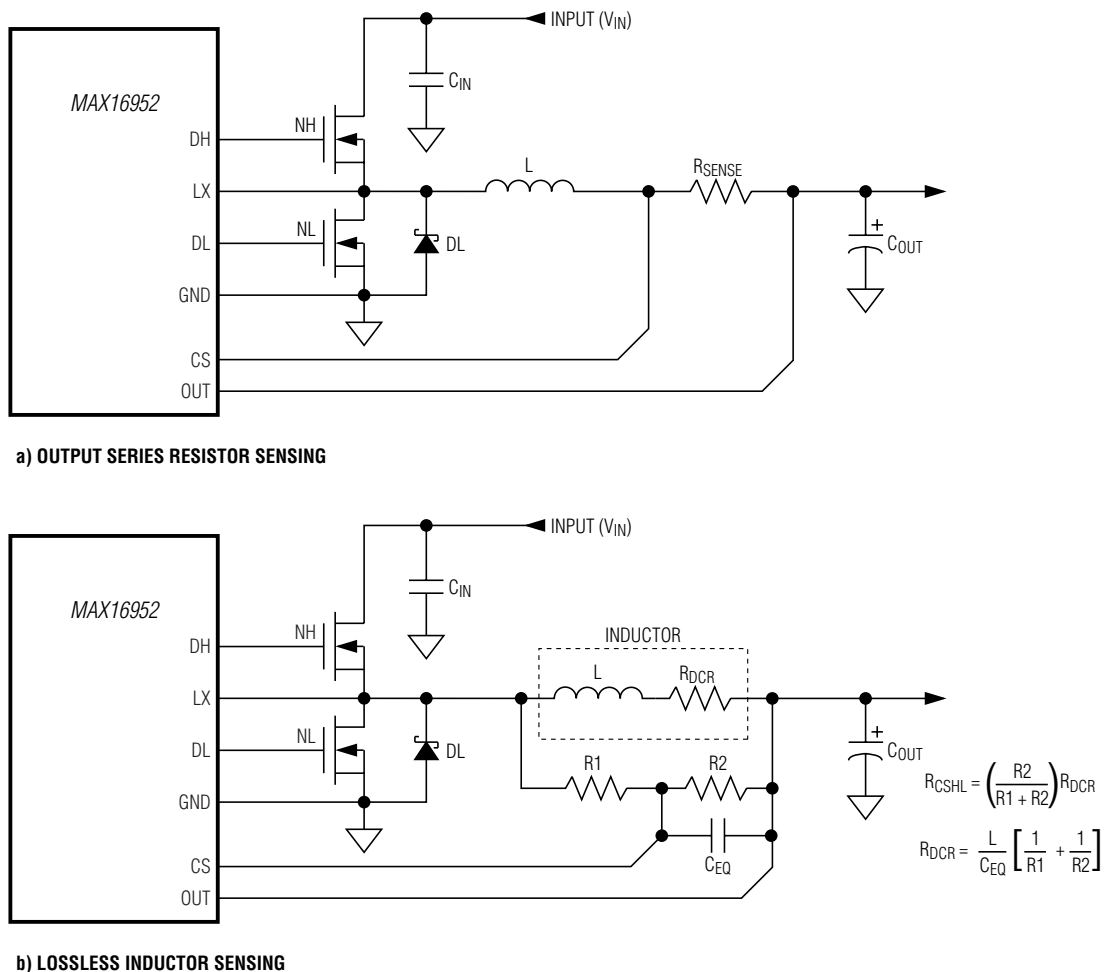 INPUT (VIN)
CIN
MAX16952
DH
NH
LX
L
RSENSE
DL
NL
DL
COUT
+
GND
CS
OUT
a) OUTPUT SERIES RESISTOR SENSING
INPUT (VIN)
CIN
MAX16952
DH
NH
INDUCTOR
LX
L
RDCR
DL
NL
DL
COUT
+
R1
R2
GND
CEQ
CS
OUT
RCSHL = (R2 / R1 + R2) RDCR
RDCR = L / CEQ [1 / R1 + 1 / R2]
b) LOSSLESS INDUCTOR SENSING